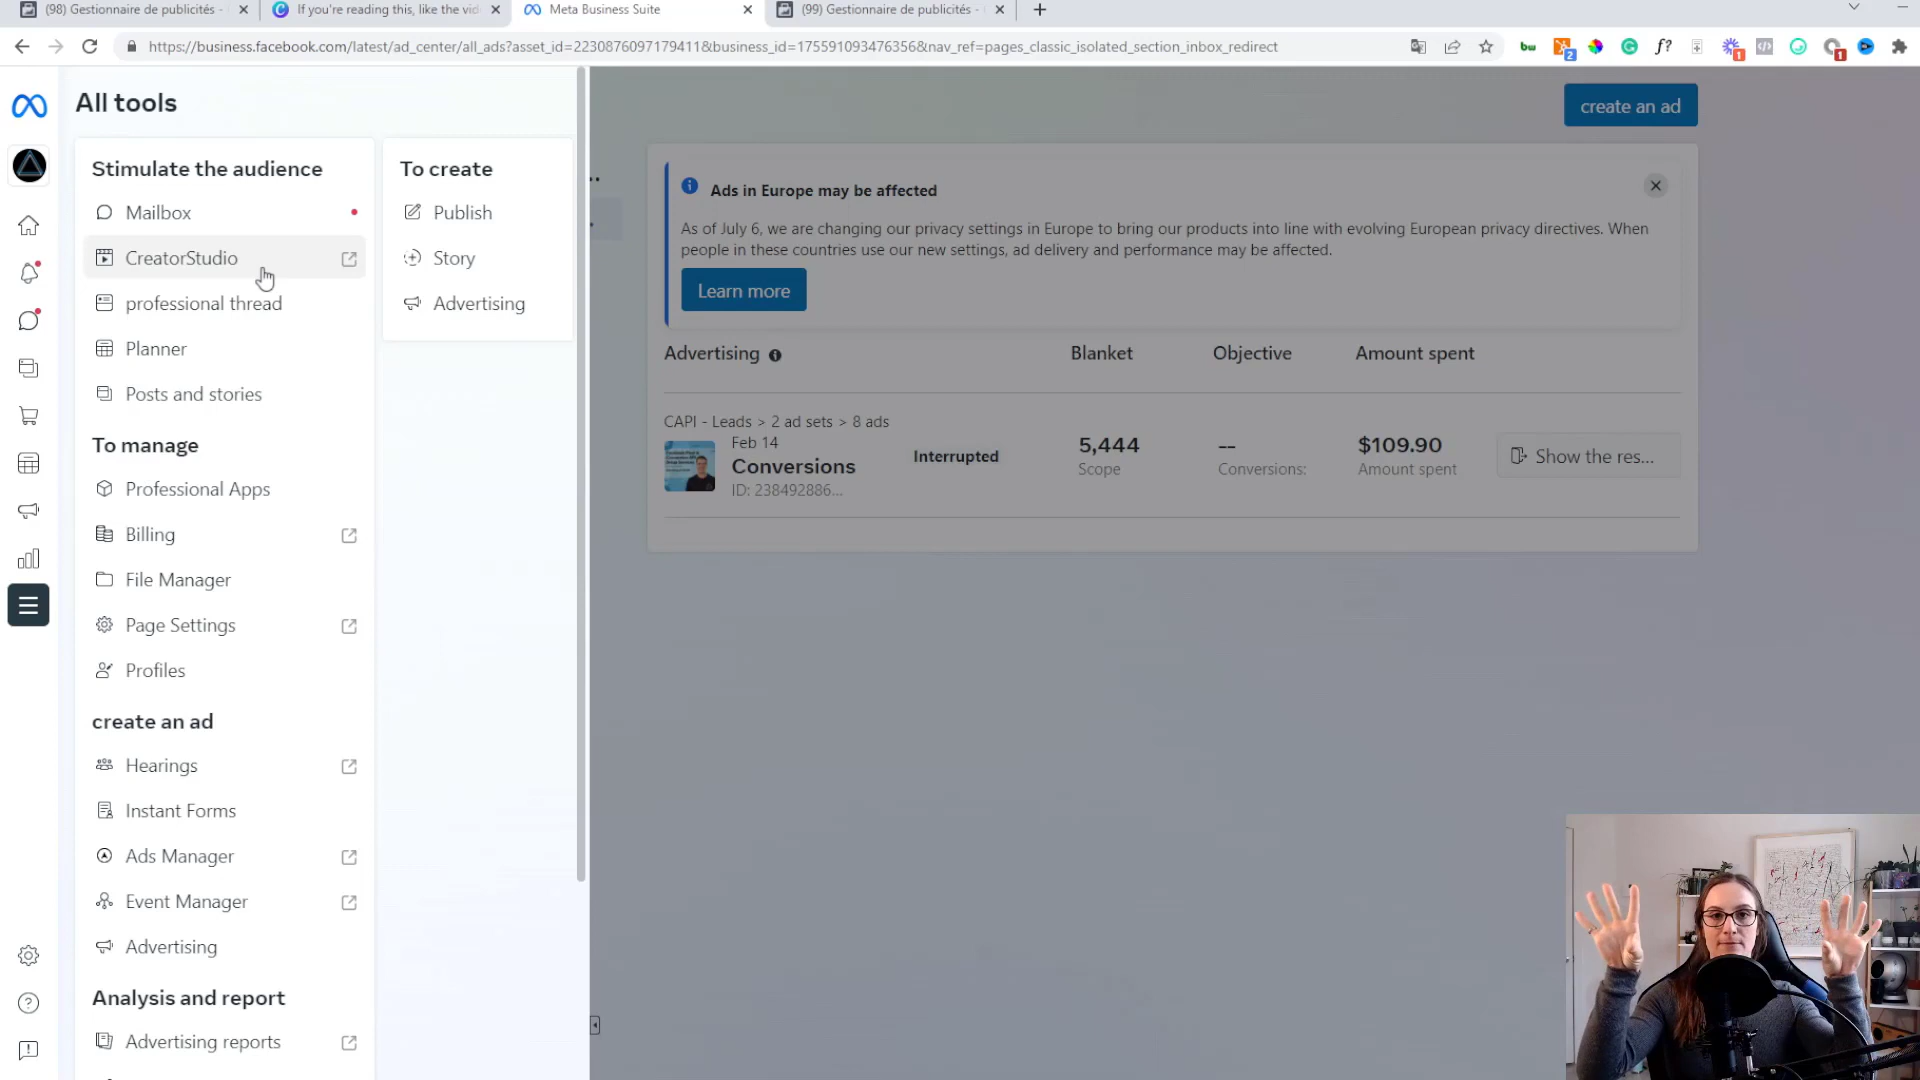 (98) Gestionnaire de publicités -
If you're reading this, like the vid
Meta Business Suite
(99) Gestionnaire de publicités -
https://business.facebook.com/latest/ad_center/all_ads?asset_id=2230876097179411&business_id=175591093476356&nav_ref=pages_classic_isolated_section_inbox_redirect
bw
2
f?
1
1
All tools
create an ad
Stimulate the audience
Mailbox
CreatorStudio
professional thread
Planner
Posts and stories
To create
Publish
Story
Advertising
Ads in Europe may be affected
As of July 6, we are changing our privacy settings in Europe to bring our products into line with evolving European privacy directives. When
people in these countries use our new settings, ad delivery and performance may be affected.
Learn more
Advertising
Blanket
Objective
Amount spent
CAPI - Leads > 2 ad sets > 8 ads
Feb 14
Conversions
ID: 238492886...
Interrupted
5,444
Scope
--
Conversions:
$109.90
Amount spent
Show the res...
To manage
Professional Apps
Billing
File Manager
Page Settings
Profiles
create an ad
Hearings
Instant Forms
Ads Manager
Event Manager
Advertising
Analysis and report
Advertising reports